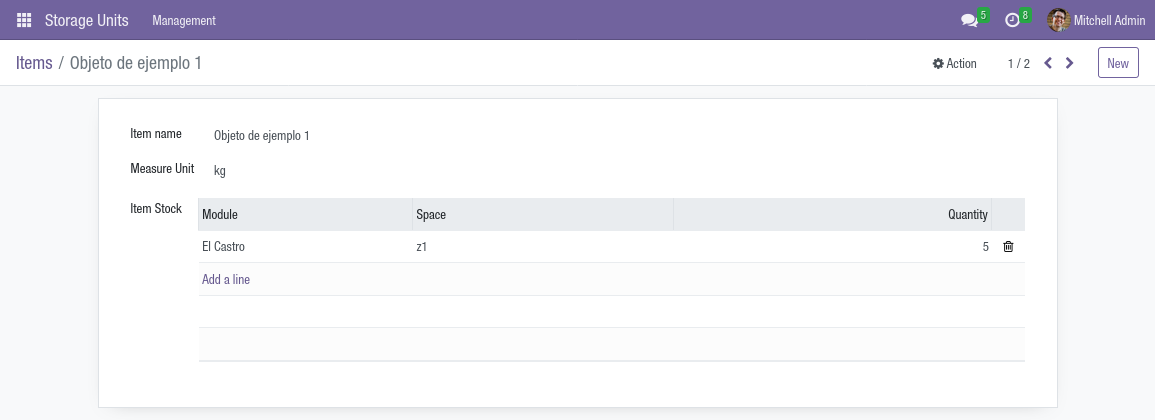 Storage Units Management 5 8 Mitchell Admin
Items / Objeto de ejemplo 1 Action 1 / 2 New
Item name Objeto de ejemplo 1
Measure Unit kg
Item Stock Module Space Quantity
El Castro z1 5
Add a line